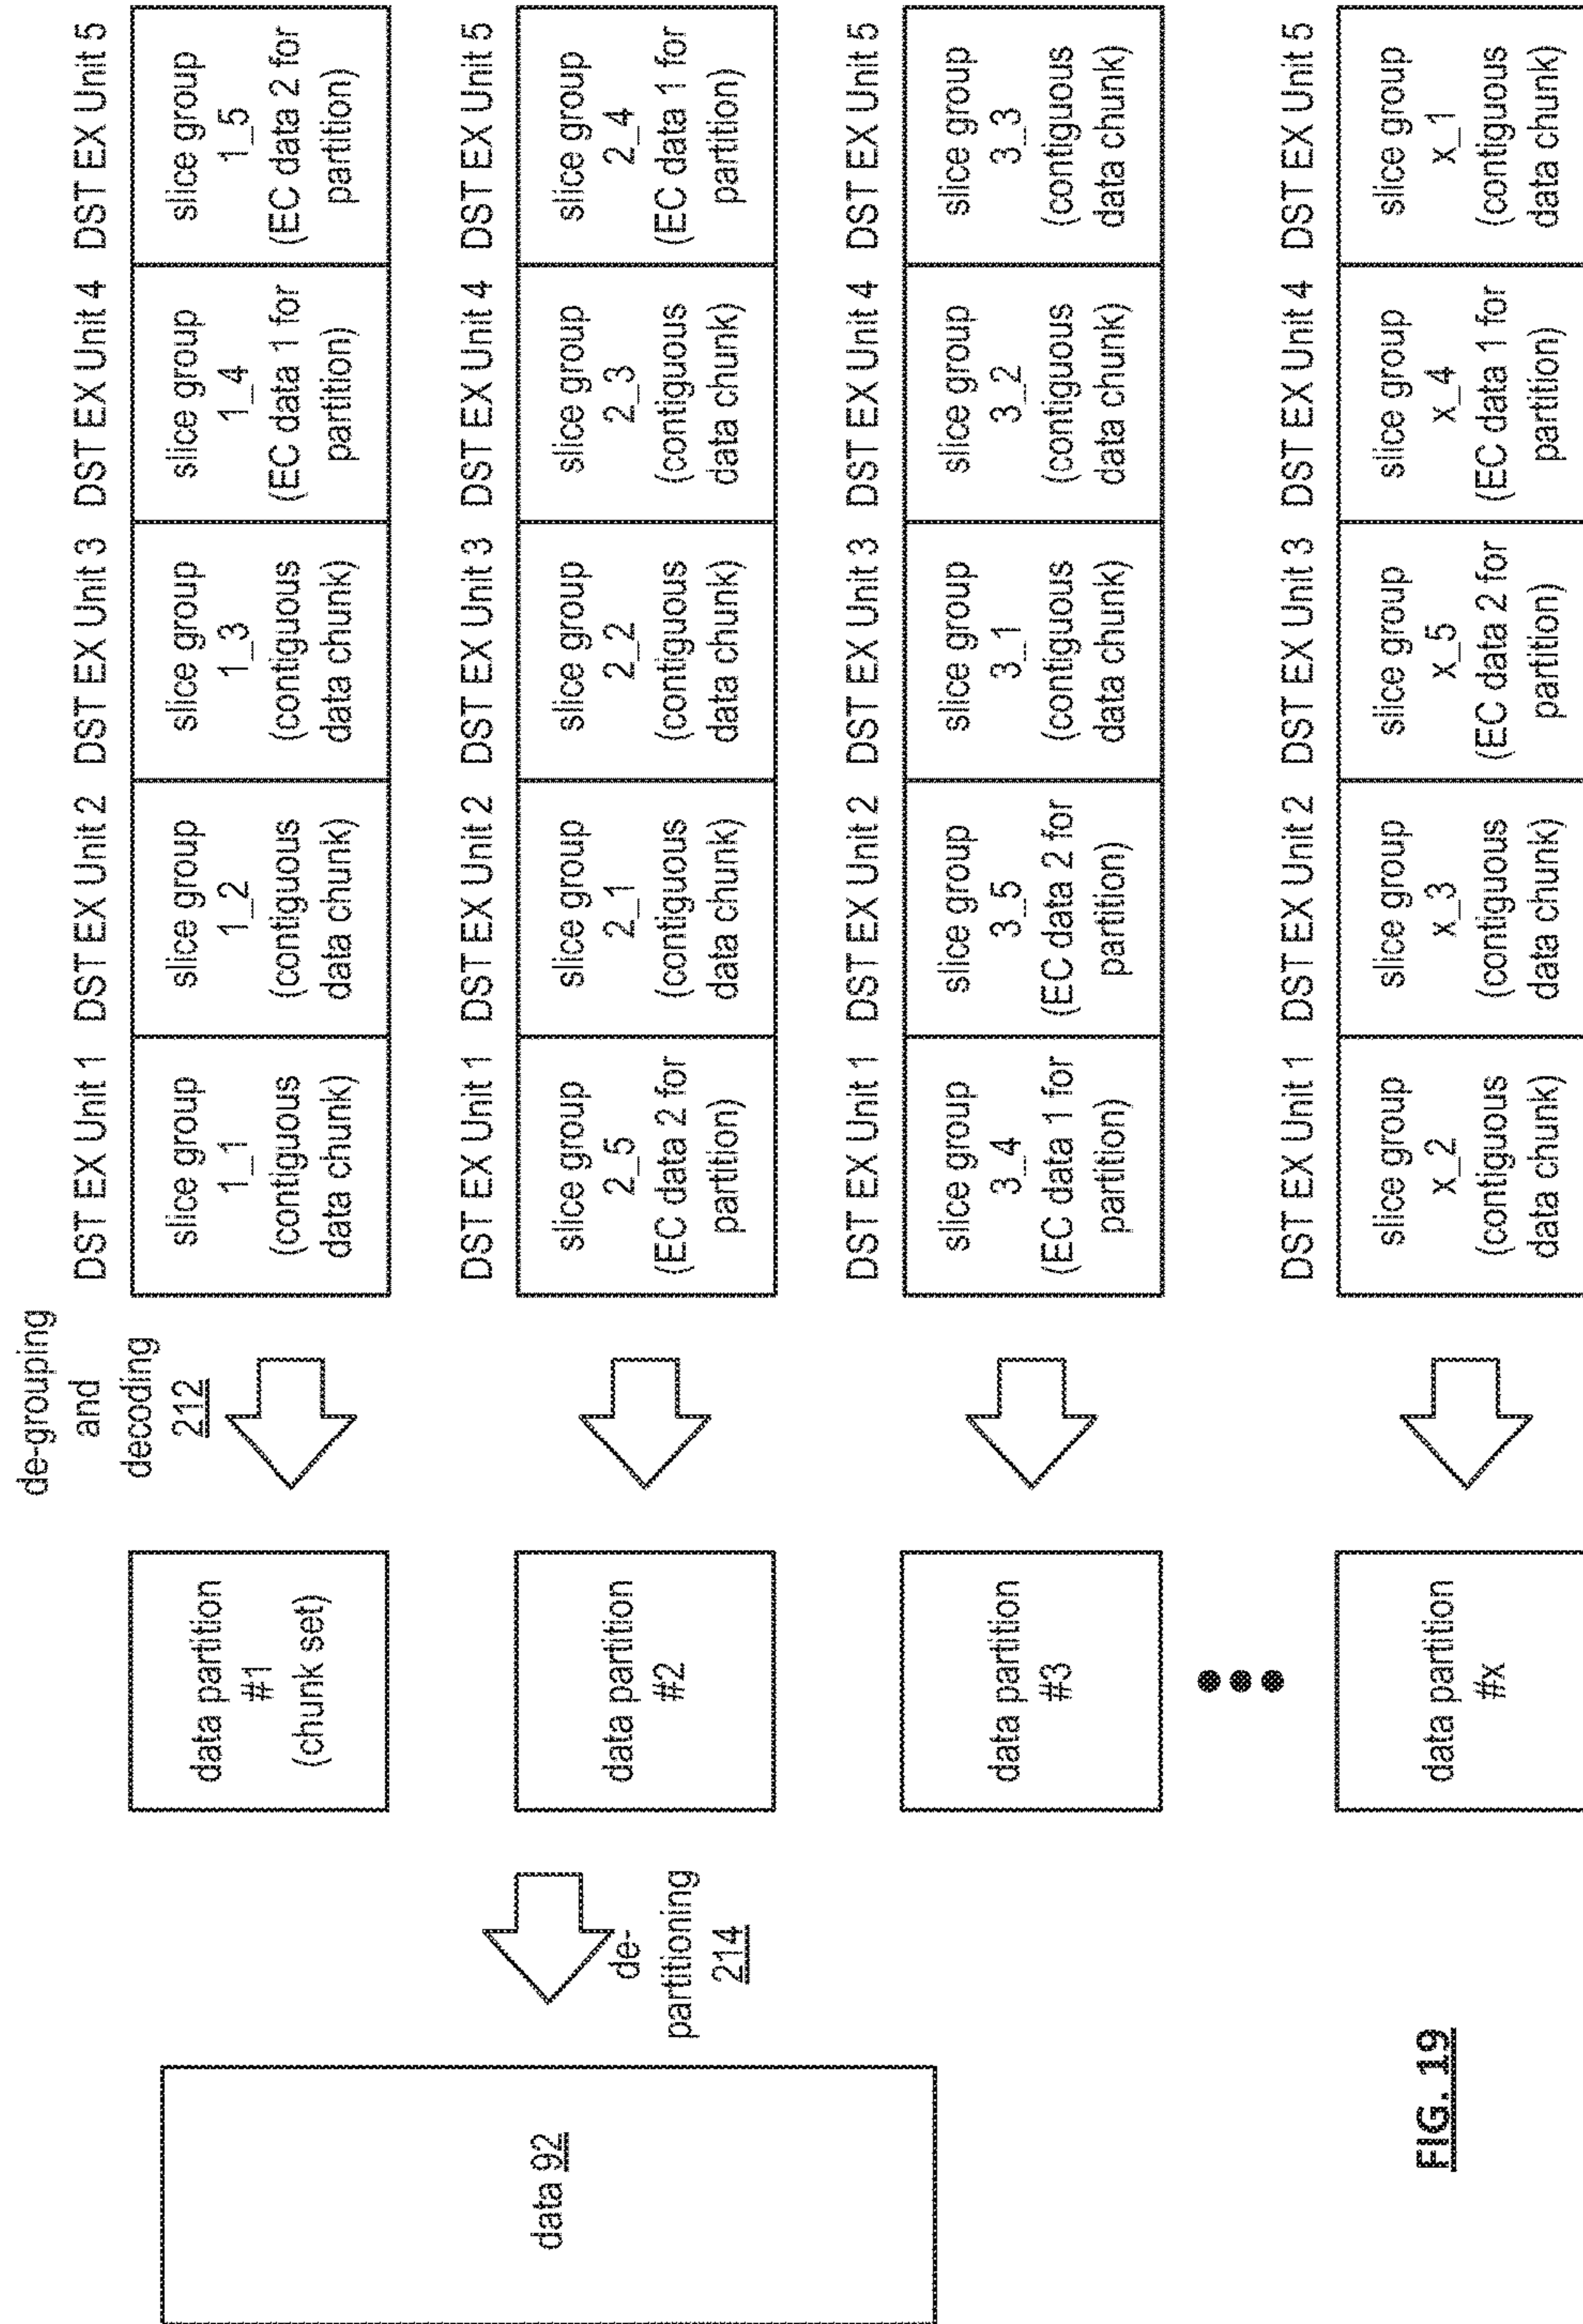 de-grouping
and
decoding
212
DST EX Unit 1 DST EX Unit 2 DST EX Unit 3 DST EX Unit 4 DST EX Unit 5
data partition
#1
(chunk set)
slice group
1_1
(contiguous
data chunk)
slice group
1_2
(contiguous
data chunk)
slice group
1_3
(contiguous
data chunk)
slice group
1_4
(EC data 1 for
partition)
slice group
1_5
(EC data 2 for
partition)
data 92
de-
partitioning
214
DST EX Unit 1 DST EX Unit 2 DST EX Unit 3 DST EX Unit 4 DST EX Unit 5
data partition
#2
slice group
2_5
(EC data 2 for
partition)
slice group
2_1
(contiguous
data chunk)
slice group
2_2
(contiguous
data chunk)
slice group
2_3
(contiguous
data chunk)
slice group
2_4
(EC data 1 for
partition)
DST EX Unit 1 DST EX Unit 2 DST EX Unit 3 DST EX Unit 4 DST EX Unit 5
data partition
#3
slice group
3_4
(EC data 1 for
partition)
slice group
3_5
(EC data 2 for
partition)
slice group
3_1
(contiguous
data chunk)
slice group
3_2
(contiguous
data chunk)
slice group
3_3
(contiguous
data chunk)
DST EX Unit 1 DST EX Unit 2 DST EX Unit 3 DST EX Unit 4 DST EX Unit 5
data partition
#x
slice group
x_2
(contiguous
data chunk)
slice group
x_3
(contiguous
data chunk)
slice group
x_5
(EC data 2 for
partition)
slice group
x_4
(EC data 1 for
partition)
slice group
x_1
(contiguous
data chunk)
FIG. 19